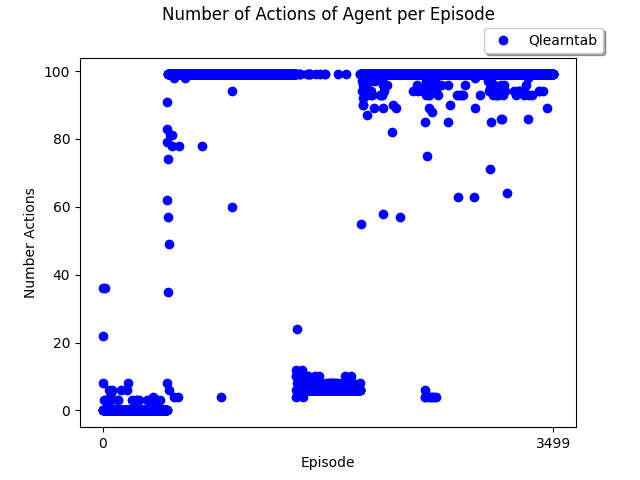 Number of Actions of Agent per Episode
Qlearntab
100
80
60
40
20
0
Number Actions
0 3499
Episode